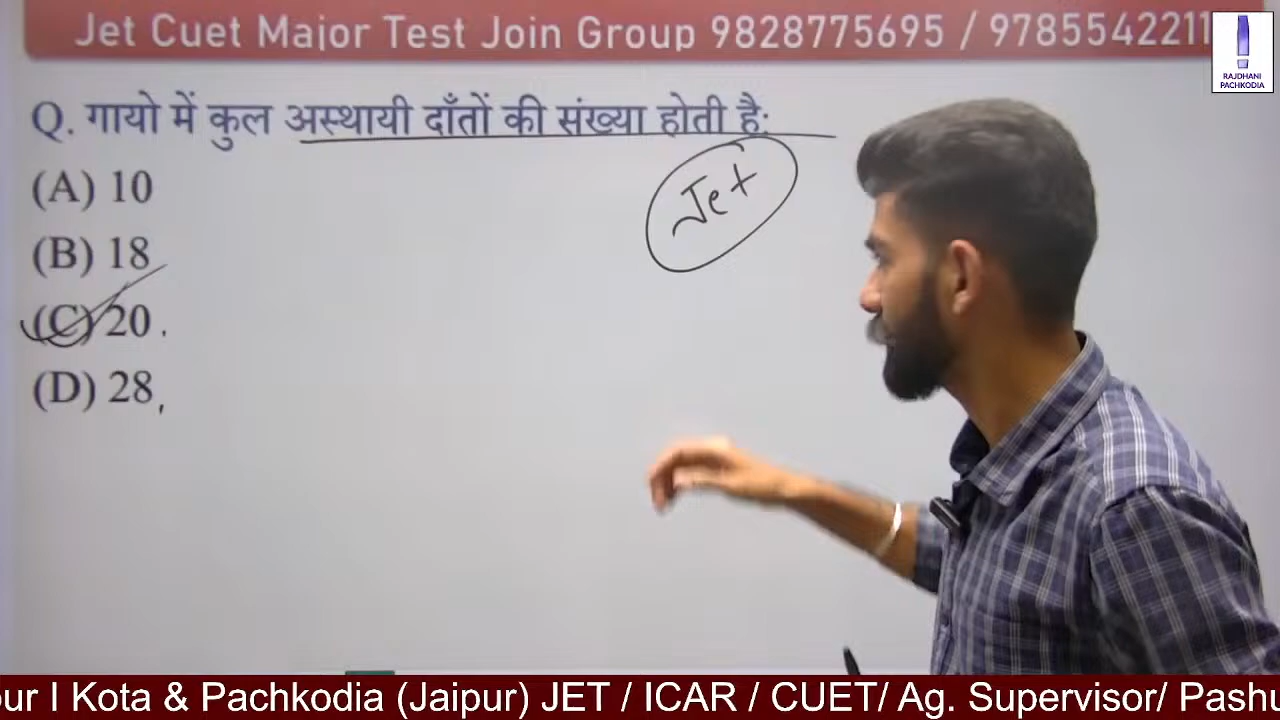 Jet Cuet Major Test Join Group 9828775695 / 9785542211
RAJDHANI
PACHKODIA
Q. गायो में कुल अस्थायी दाँतों की संख्या होती है:
Jet
(A) 10
(B) 18
(C) 20
(D) 28
our I Kota & Pachkodia (Jaipur) JET / ICAR / CUET/ Ag. Supervisor/ Pashu